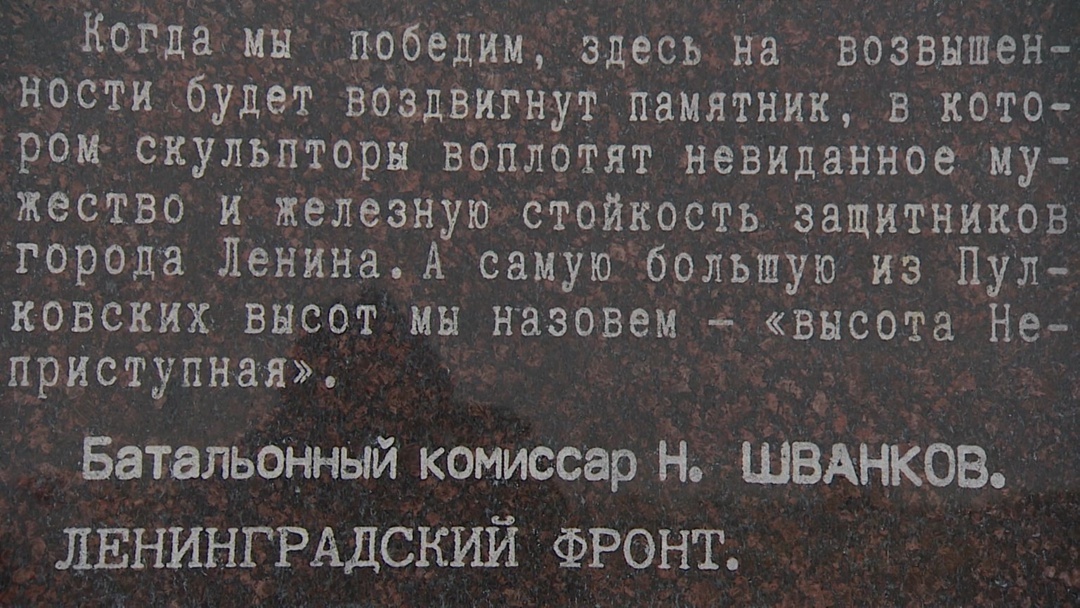 Когда мы победим, здесь на возвышен-
ности будет воздвигнут памятник, в кото-
ром скульпторы воплотят невиданное му-
жество и железную стойкость защитников
города Ленина. А самую большую из Пул-
ковских высот мы назовем – «высота Не-
приступная».
Батальонный комиссар Н. ШВАНКОВ.
ЛЕНИНГРАДСКИЙ ФРОНТ.